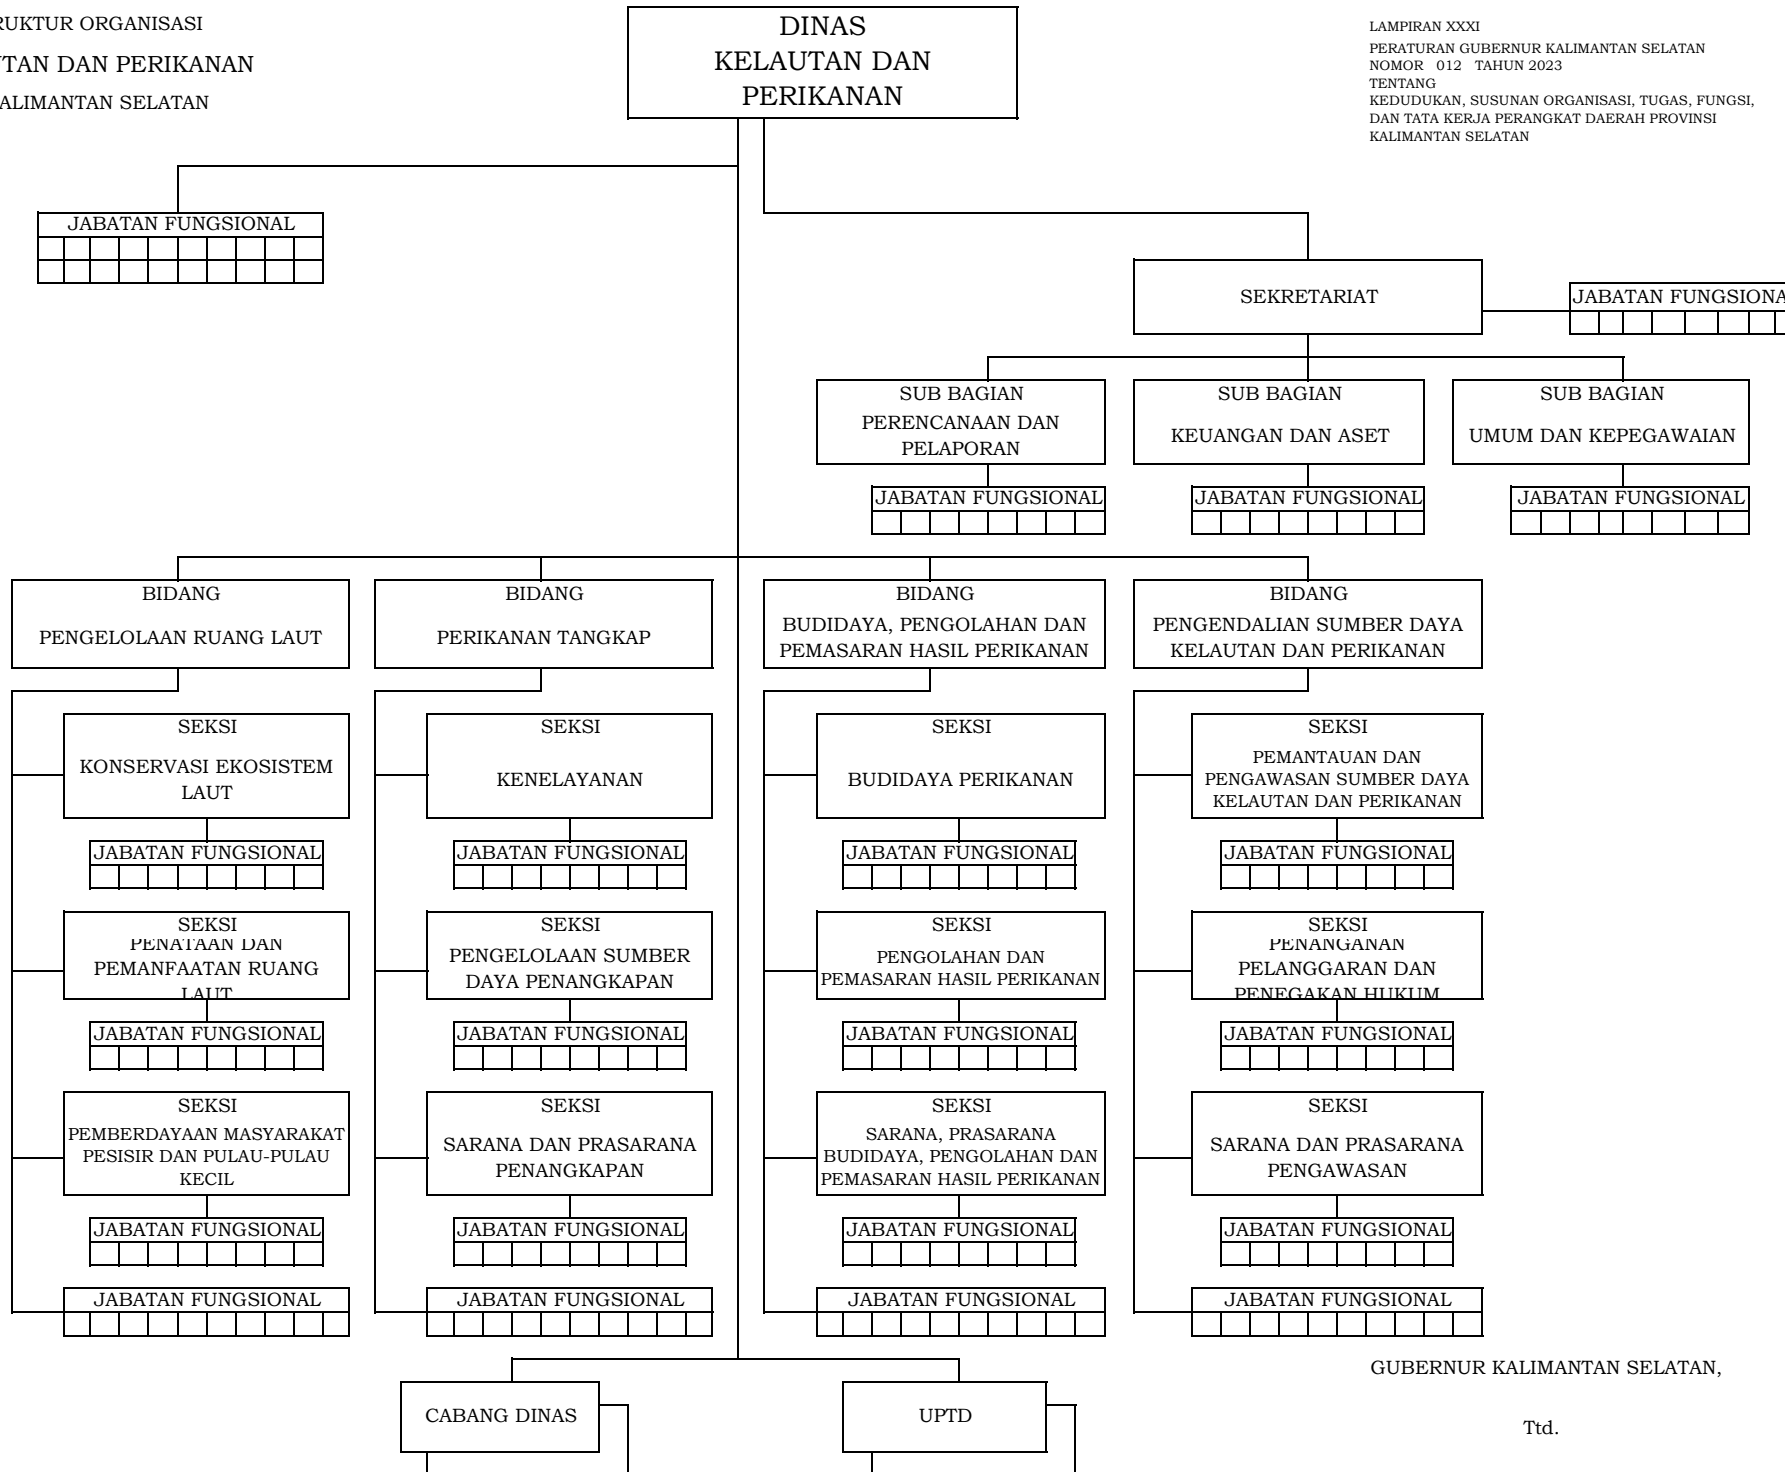 RUKTUR ORGANISASI
TAN DAN PERIKANAN
ALIMANTAN SELATAN
DINAS
KELAUTAN DAN
PERIKANAN
LAMPIRAN XXXI
PERATURAN GUBERNUR KALIMANTAN SELATAN
NOMOR 012 TAHUN 2023
TENTANG
KEDUDUKAN, SUSUNAN ORGANISASI, TUGAS, FUNGSI,
DAN TATA KERJA PERANGKAT DAERAH PROVINSI
KALIMANTAN SELATAN
JABATAN FUNGSIONAL
SEKRETARIAT
JABATAN FUNGSIONA
SUB BAGIAN
PERENCANAAN DAN
PELAPORAN
SUB BAGIAN
KEUANGAN DAN ASET
SUB BAGIAN
UMUM DAN KEPEGAWAIAN
JABATAN FUNGSIONAL
JABATAN FUNGSIONAL
JABATAN FUNGSIONAL
BIDANG
PENGELOLAAN RUANG LAUT
BIDANG
PERIKANAN TANGKAP
BIDANG
BUDIDAYA, PENGOLAHAN DAN
PEMASARAN HASIL PERIKANAN
BIDANG
PENGENDALIAN SUMBER DAYA
KELAUTAN DAN PERIKANAN
SEKSI
KONSERVASI EKOSISTEM
LAUT
SEKSI
KENELAYANAN
SEKSI
BUDIDAYA PERIKANAN
SEKSI
PEMANTAUAN DAN
PENGAWASAN SUMBER DAYA
KELAUTAN DAN PERIKANAN
JABATAN FUNGSIONAL
JABATAN FUNGSIONAL
JABATAN FUNGSIONAL
JABATAN FUNGSIONAL
SEKSI
PENATAAN DAN
PEMANFAATAN RUANG
LAUT
SEKSI
PENGELOLAAN SUMBER
DAYA PENANGKAPAN
SEKSI
PENGOLAHAN DAN
PEMASARAN HASIL PERIKANAN
SEKSI
PENANGANAN
PELANGGARAN DAN
PENEGAKAN HUKUM
JABATAN FUNGSIONAL
JABATAN FUNGSIONAL
JABATAN FUNGSIONAL
JABATAN FUNGSIONAL
SEKSI
PEMBERDAYAAN MASYARAKAT
PESISIR DAN PULAU-PULAU
KECIL
SEKSI
SARANA DAN PRASARANA
PENANGKAPAN
SEKSI
SARANA, PRASARANA
BUDIDAYA, PENGOLAHAN DAN
PEMASARAN HASIL PERIKANAN
SEKSI
SARANA DAN PRASARANA
PENGAWASAN
JABATAN FUNGSIONAL
JABATAN FUNGSIONAL
JABATAN FUNGSIONAL
JABATAN FUNGSIONAL
JABATAN FUNGSIONAL
JABATAN FUNGSIONAL
JABATAN FUNGSIONAL
JABATAN FUNGSIONAL
CABANG DINAS
UPTD
GUBERNUR KALIMANTAN SELATAN,
Ttd.